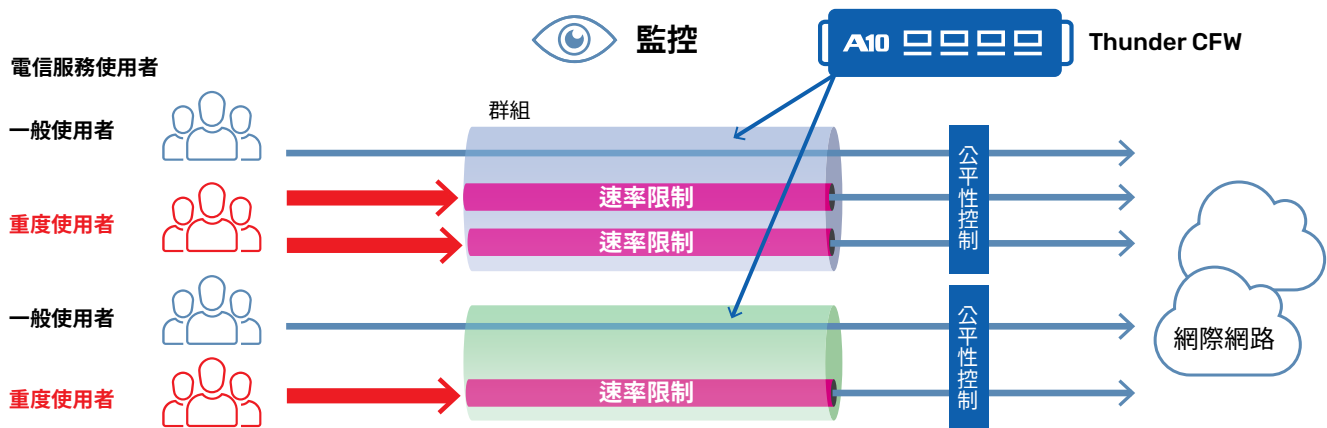 監控
A10
Thunder CFW
電信服務使用者
群組
一般使用者
重度使用者
速率限制
速率限制
公平性控制
一般使用者
重度使用者
速率限制
公平性控制
網際網路